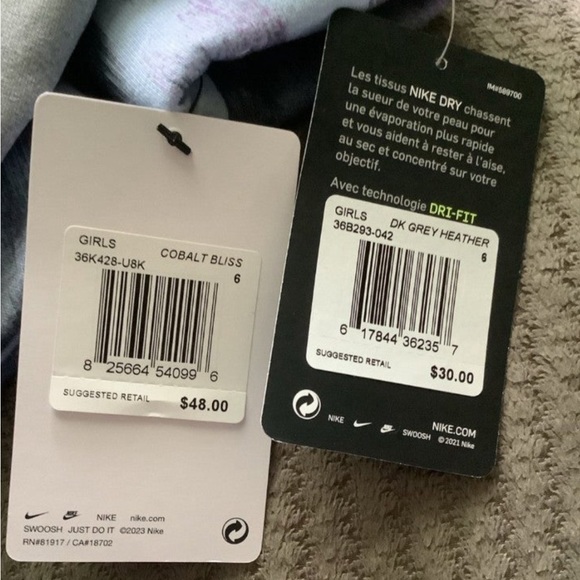 GIRLS COBALT BLISS
36K428-U8K 6
8 25664 54099 6
SUGGESTED RETAIL $48.00
NIKE nike.com
SWOOSH JUST DO IT ©2023 Nike
RN#81917 / CA#18702
IM#589700
Les tissus NIKE DRY chassent
la sueur de votre peau pour
une évaporation plus rapide
et vous aident à rester à l'aise,
au sec et concentré sur votre
objectif.
Avec technologie DRI-FIT
GIRLS DK GREY HEATHER
36B293-042 6
6 17844 36235 7
SUGGESTED RETAIL $30.00
NIKE SWOOSH NIKE.COM
©2021 Nike